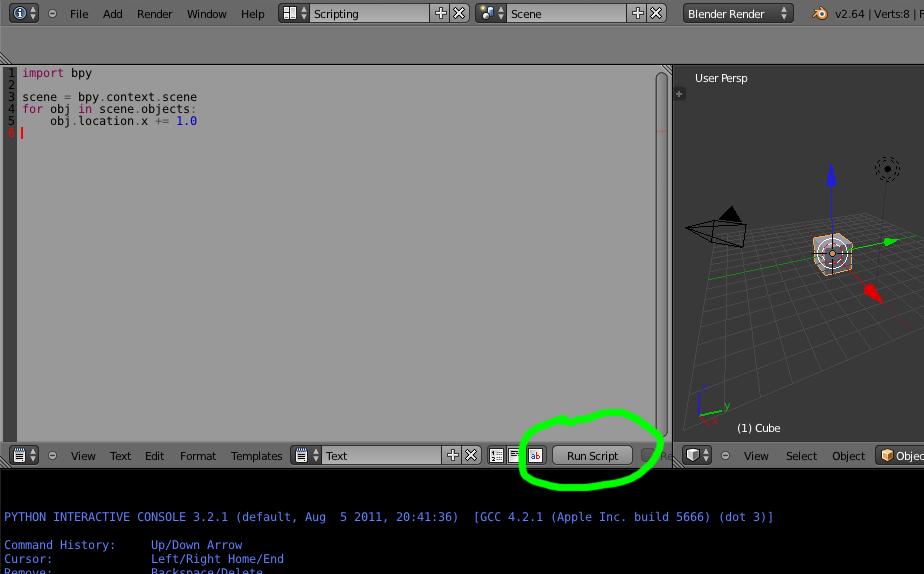 File Add Render Window Help Scripting Scene Blender Render v2.64 | Verts:8 |
1 import bpy
2
3 scene = bpy.context.scene
4 for obj in scene.objects:
5 obj.location.x += 1.0
6
User Persp
y
(1) Cube
View Text Edit Format Templates Text ab Run Script Re View Select Object Objec
PYTHON INTERACTIVE CONSOLE 3.2.1 (default, Aug 5 2011, 20:41:36) [GCC 4.2.1 (Apple Inc. build 5666) (dot 3)]
Command History: Up/Down Arrow
Cursor: Left/Right Home/End
Remove: Backspace/Delete